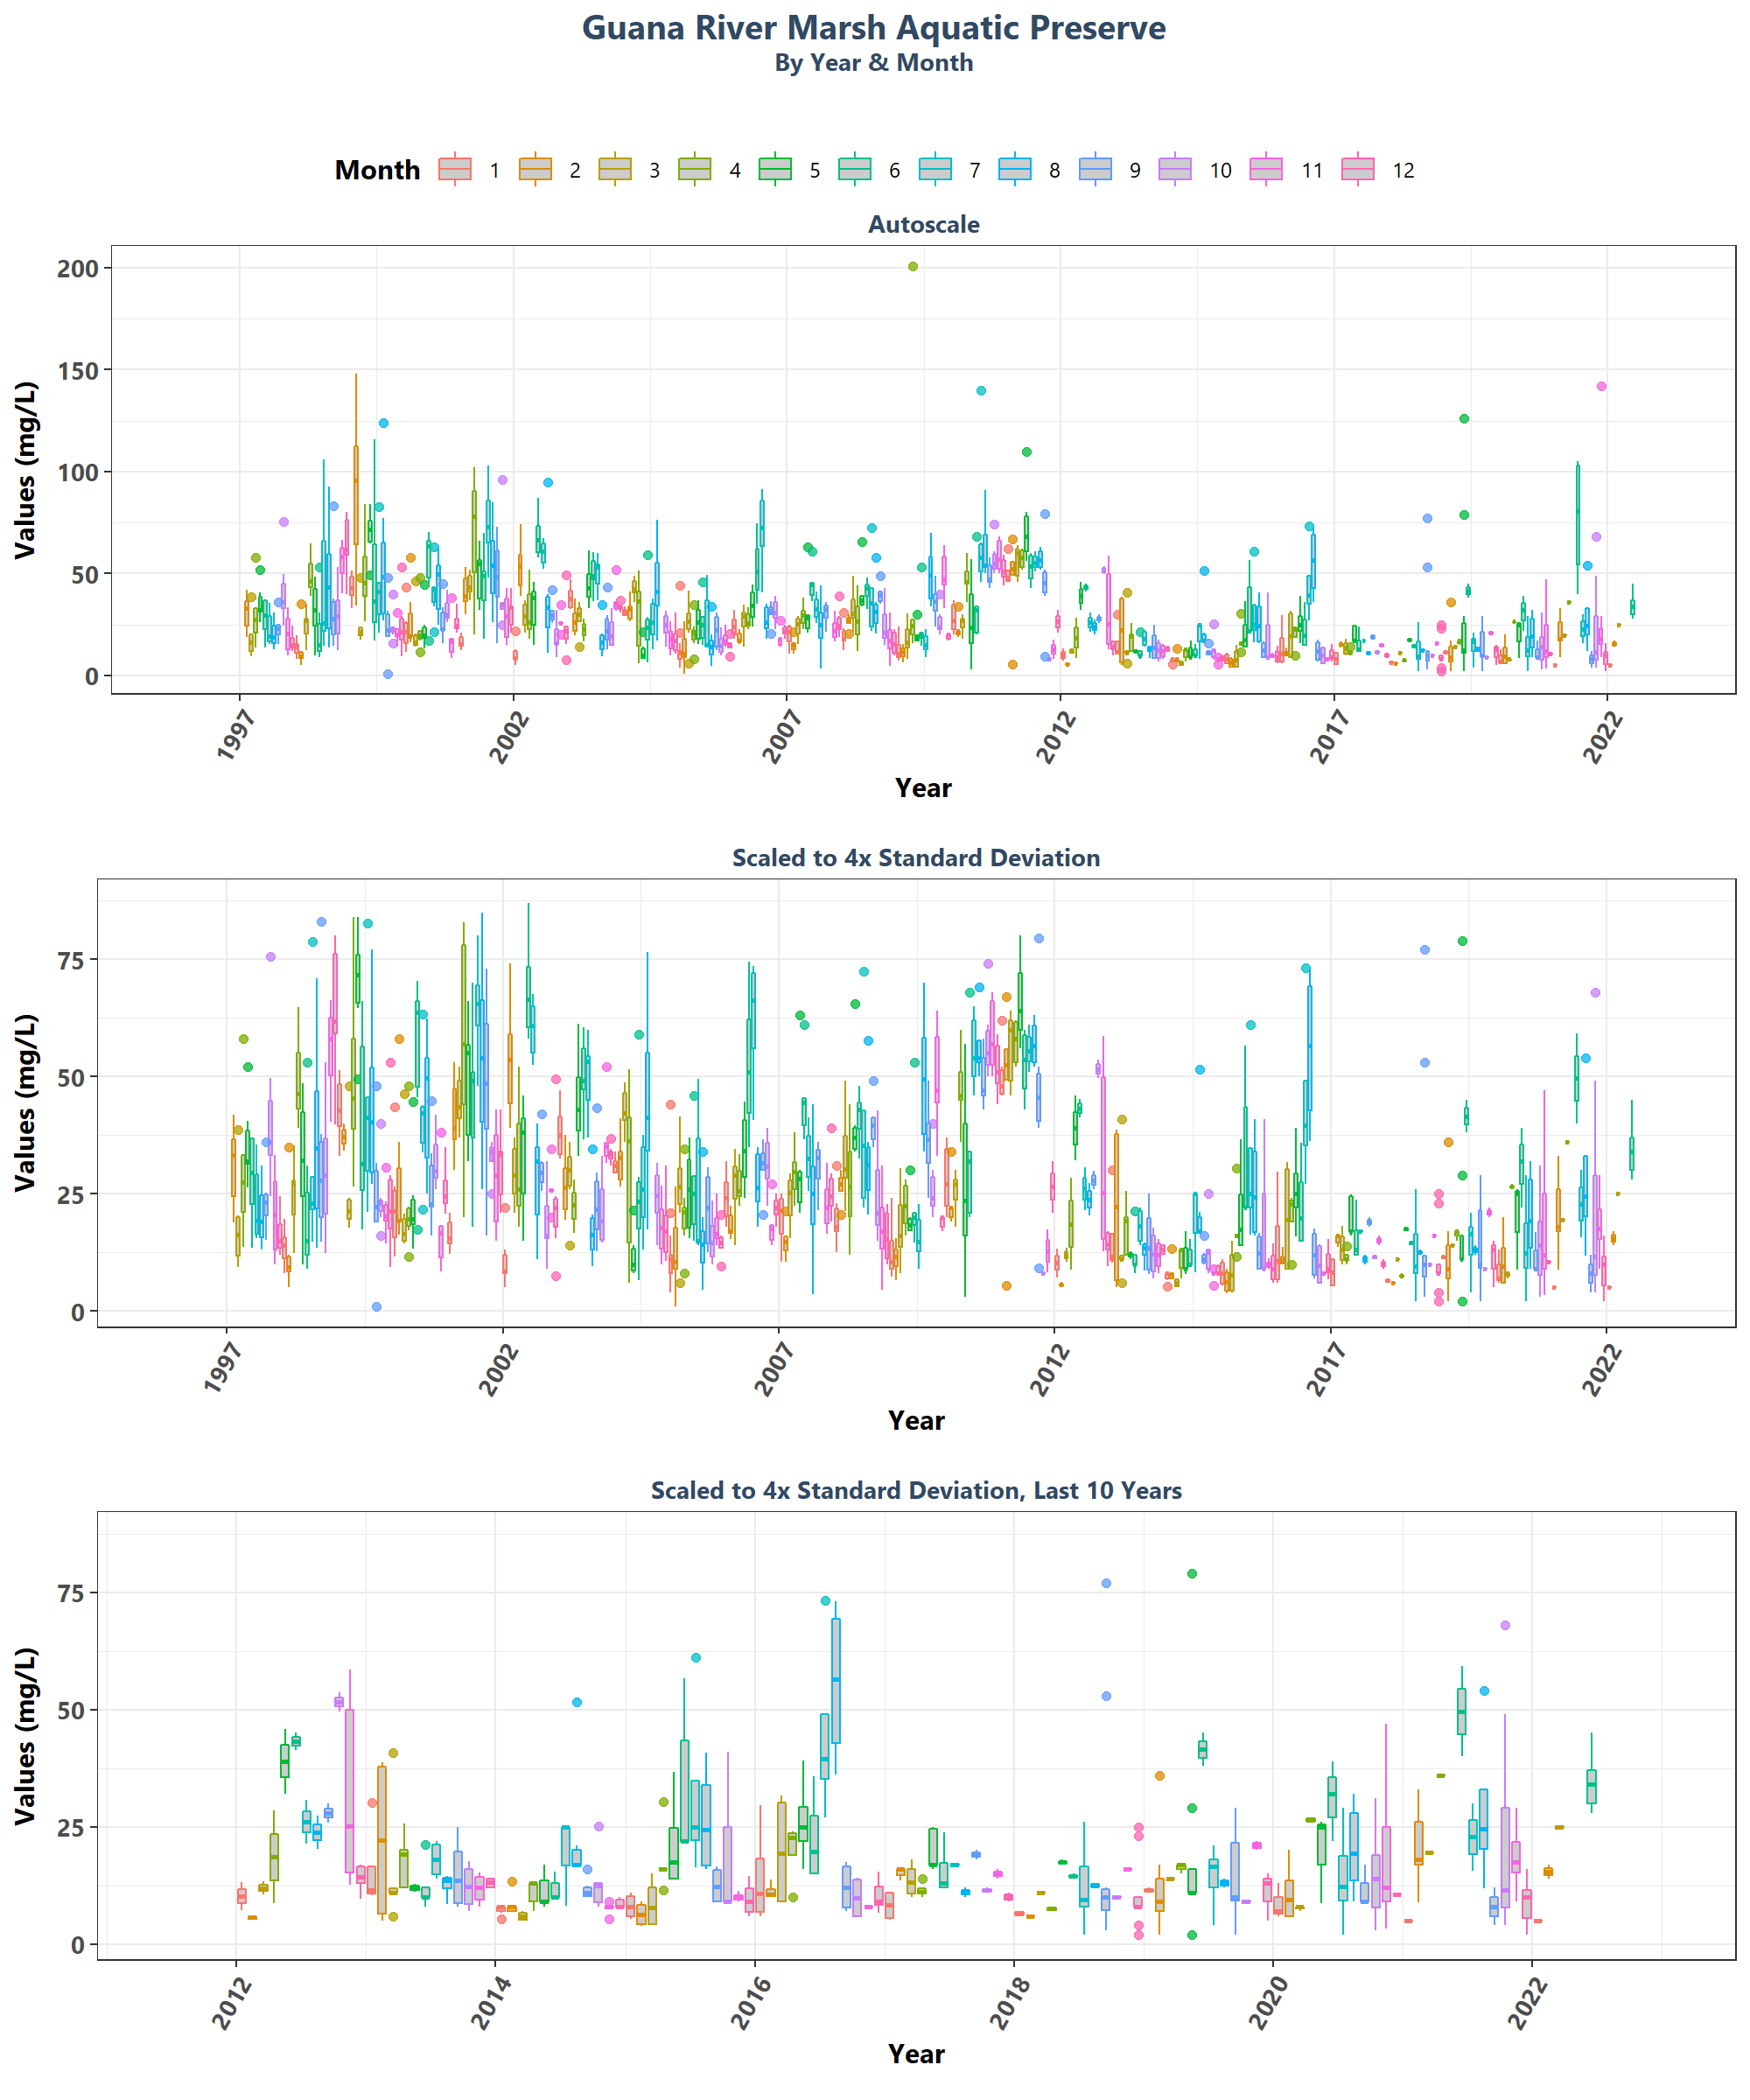 Guana River Marsh Aquatic Preserve
By Year & Month
Month 1 2 3 4 5 6 7 8 9 10 11 12
Autoscale
Values (mg/L)
200
150
100
50
0
1997 2002 2007 2012 2017 2022
Year
Scaled to 4x Standard Deviation
Values (mg/L)
75
50
25
0
1997 2002 2007 2012 2017 2022
Year
Scaled to 4x Standard Deviation, Last 10 Years
Values (mg/L)
75
50
25
0
2012 2014 2016 2018 2020 2022
Year